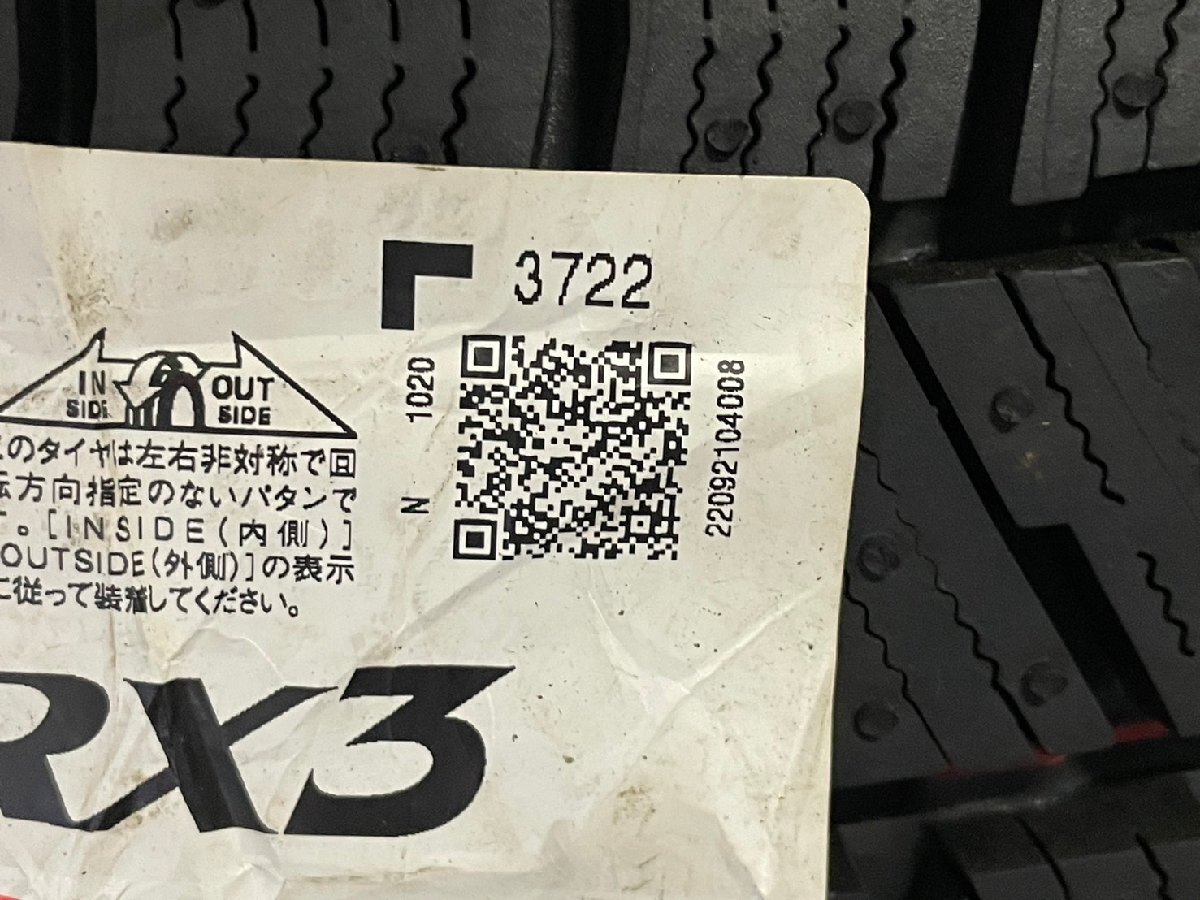 3722
N 1020
22092104008
IN
SIDE
OUT
SIDE
のタイヤは左右非対称で回
方向指定のないパタンで
。[INSIDE(内側)]
OUTSIDE(外側)]の表示
に従って装着してください。
RX3